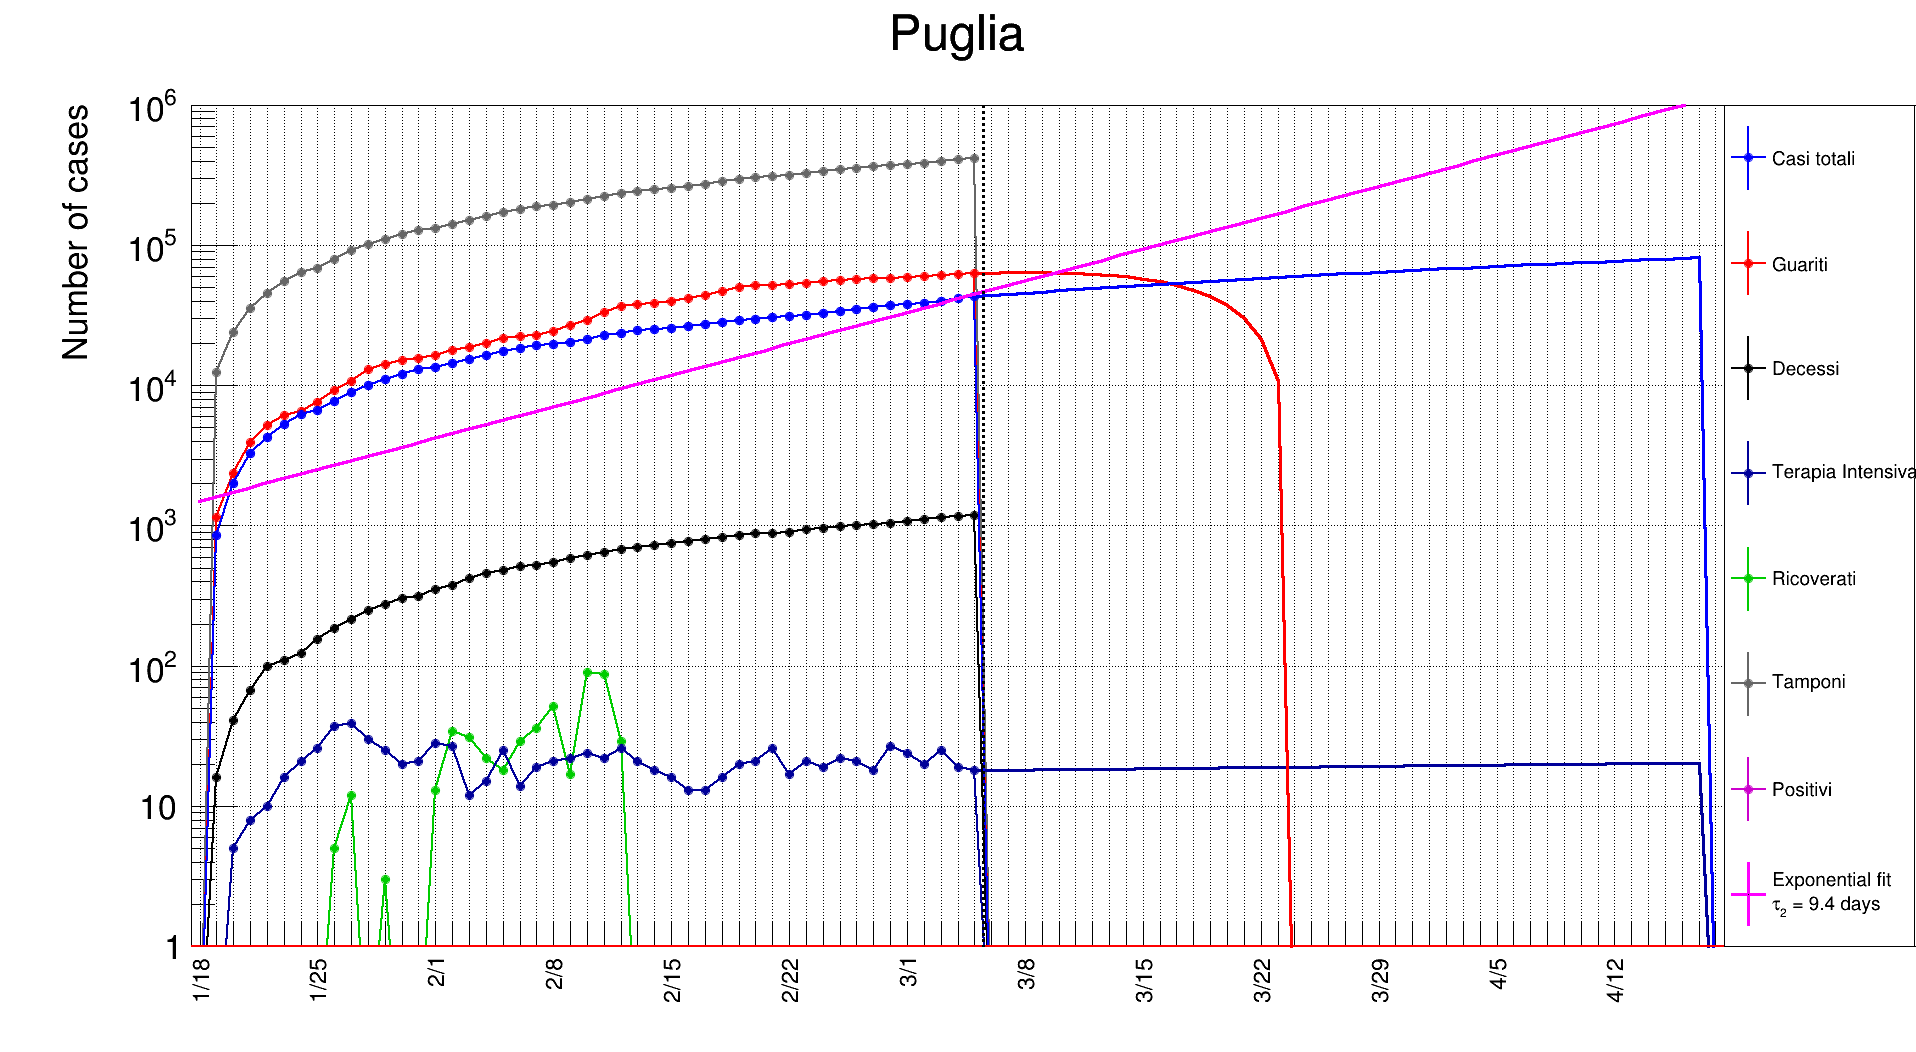 Puglia
Number of cases
10^6
10^5
10^4
10^3
10^2
10
1
1/18
1/25
2/1
2/8
2/15
2/22
3/1
3/8
3/15
3/22
3/29
4/5
4/12
Casi totali
Guariti
Decessi
Terapia Intensiva
Ricoverati
Tamponi
Positivi
Exponential fit
τ₂ = 9.4 days